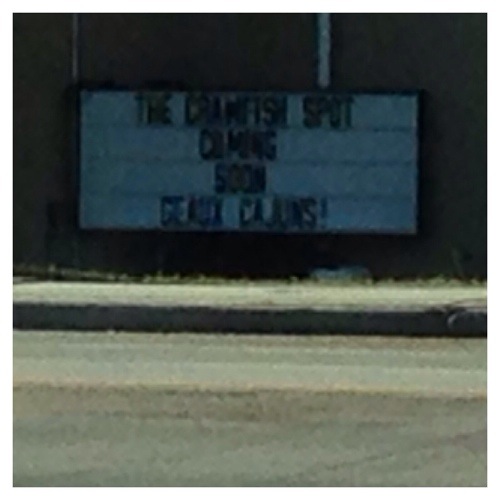 THE CRAWFISH SPOT
COMING
SOON
GEAUX CAJUNS!